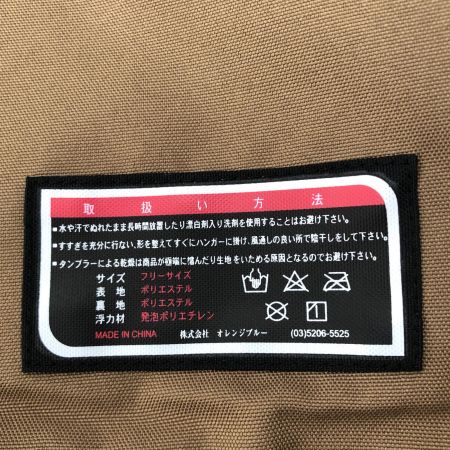 取扱い方法
■水や汗でぬれたまま長時間放置したり漂白剤入り洗剤を使用することはお避け下さい。
■すすぎを充分に行ない、形を整えてすぐにハンガーに掛け、風通しの良い所で陰干しをして下さい。
■タンブラーによる乾燥は商品が極端に傷んだり生地をいためる原因となるのでお避け下さい。
サイズ フリーサイズ
表地 ポリエステル
裏地 ポリエステル
浮力材 発泡ポリエチレン
MADE IN CHINA 株式会社 オレンジブルー (03)5206-5525